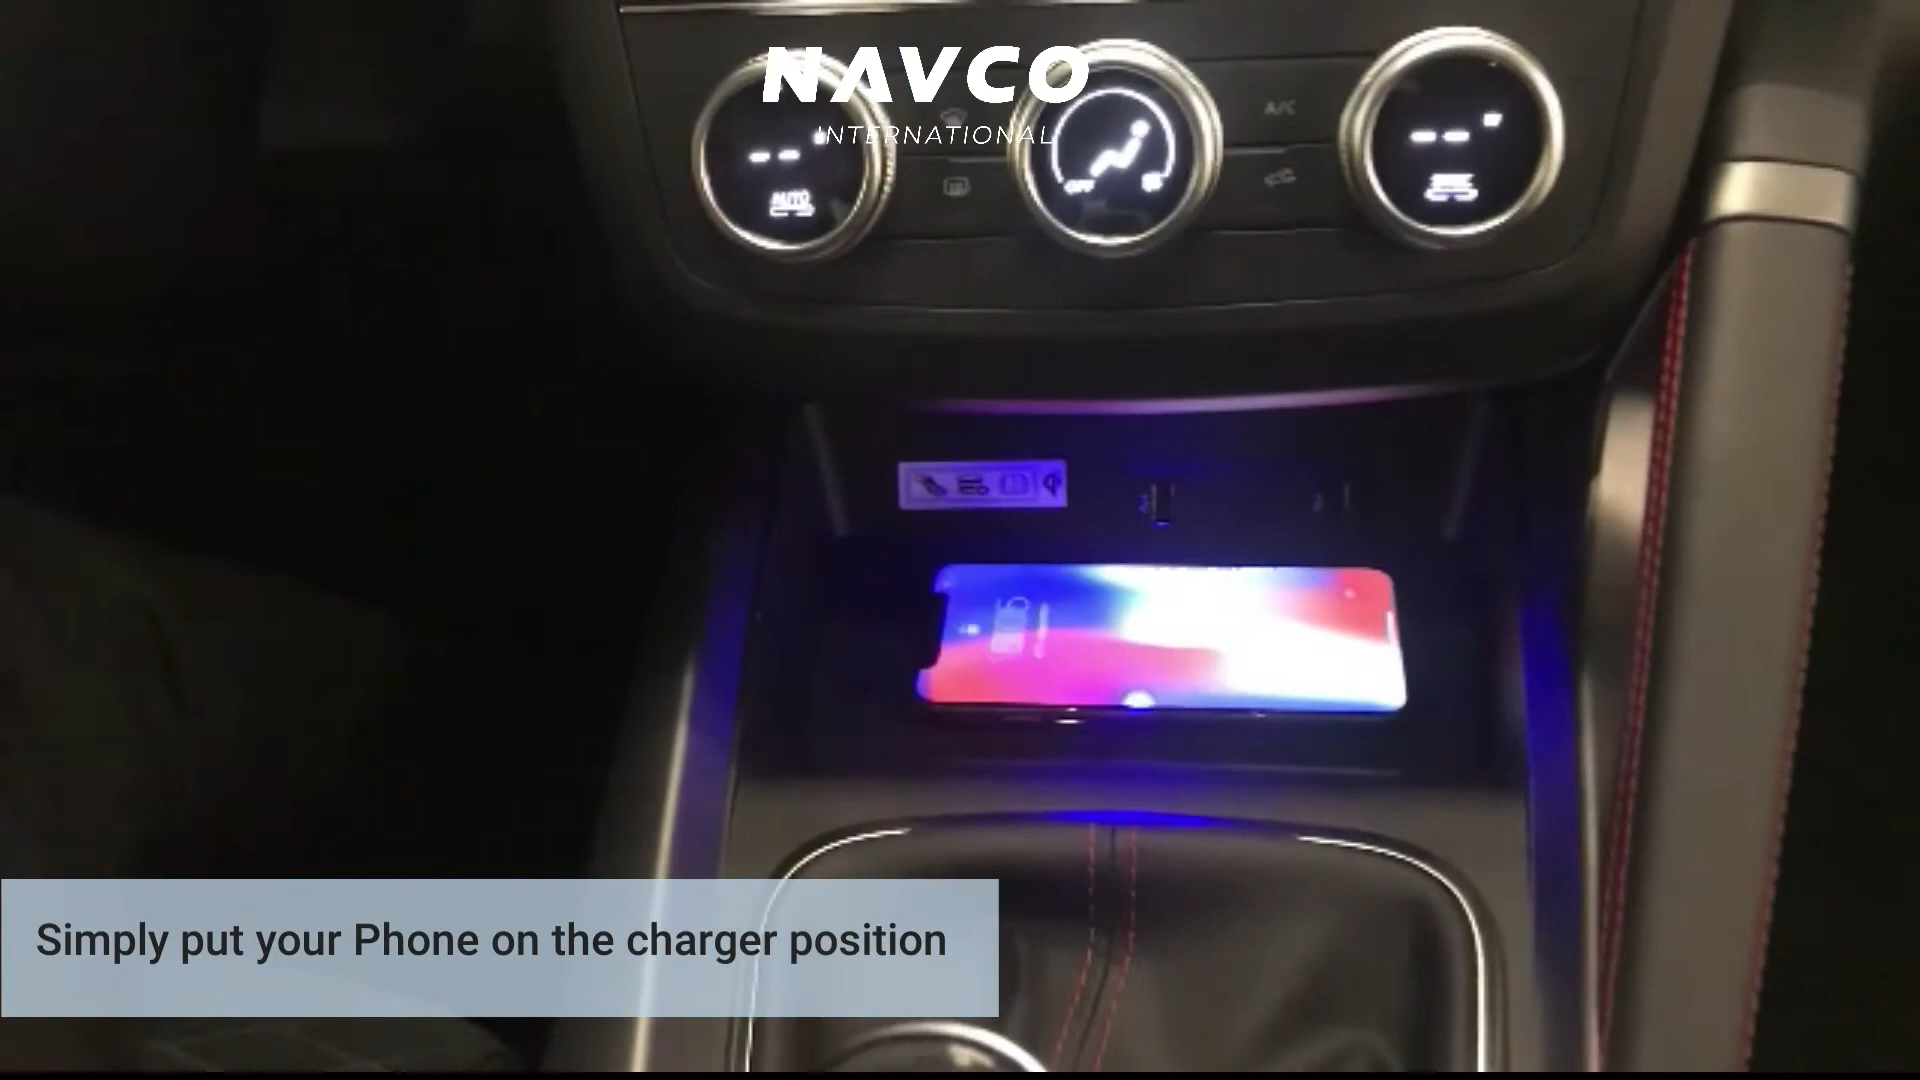 NAVCO
INTERNATIONAL
A/C
OFF
AUTO
Simply put your Phone on the charger position